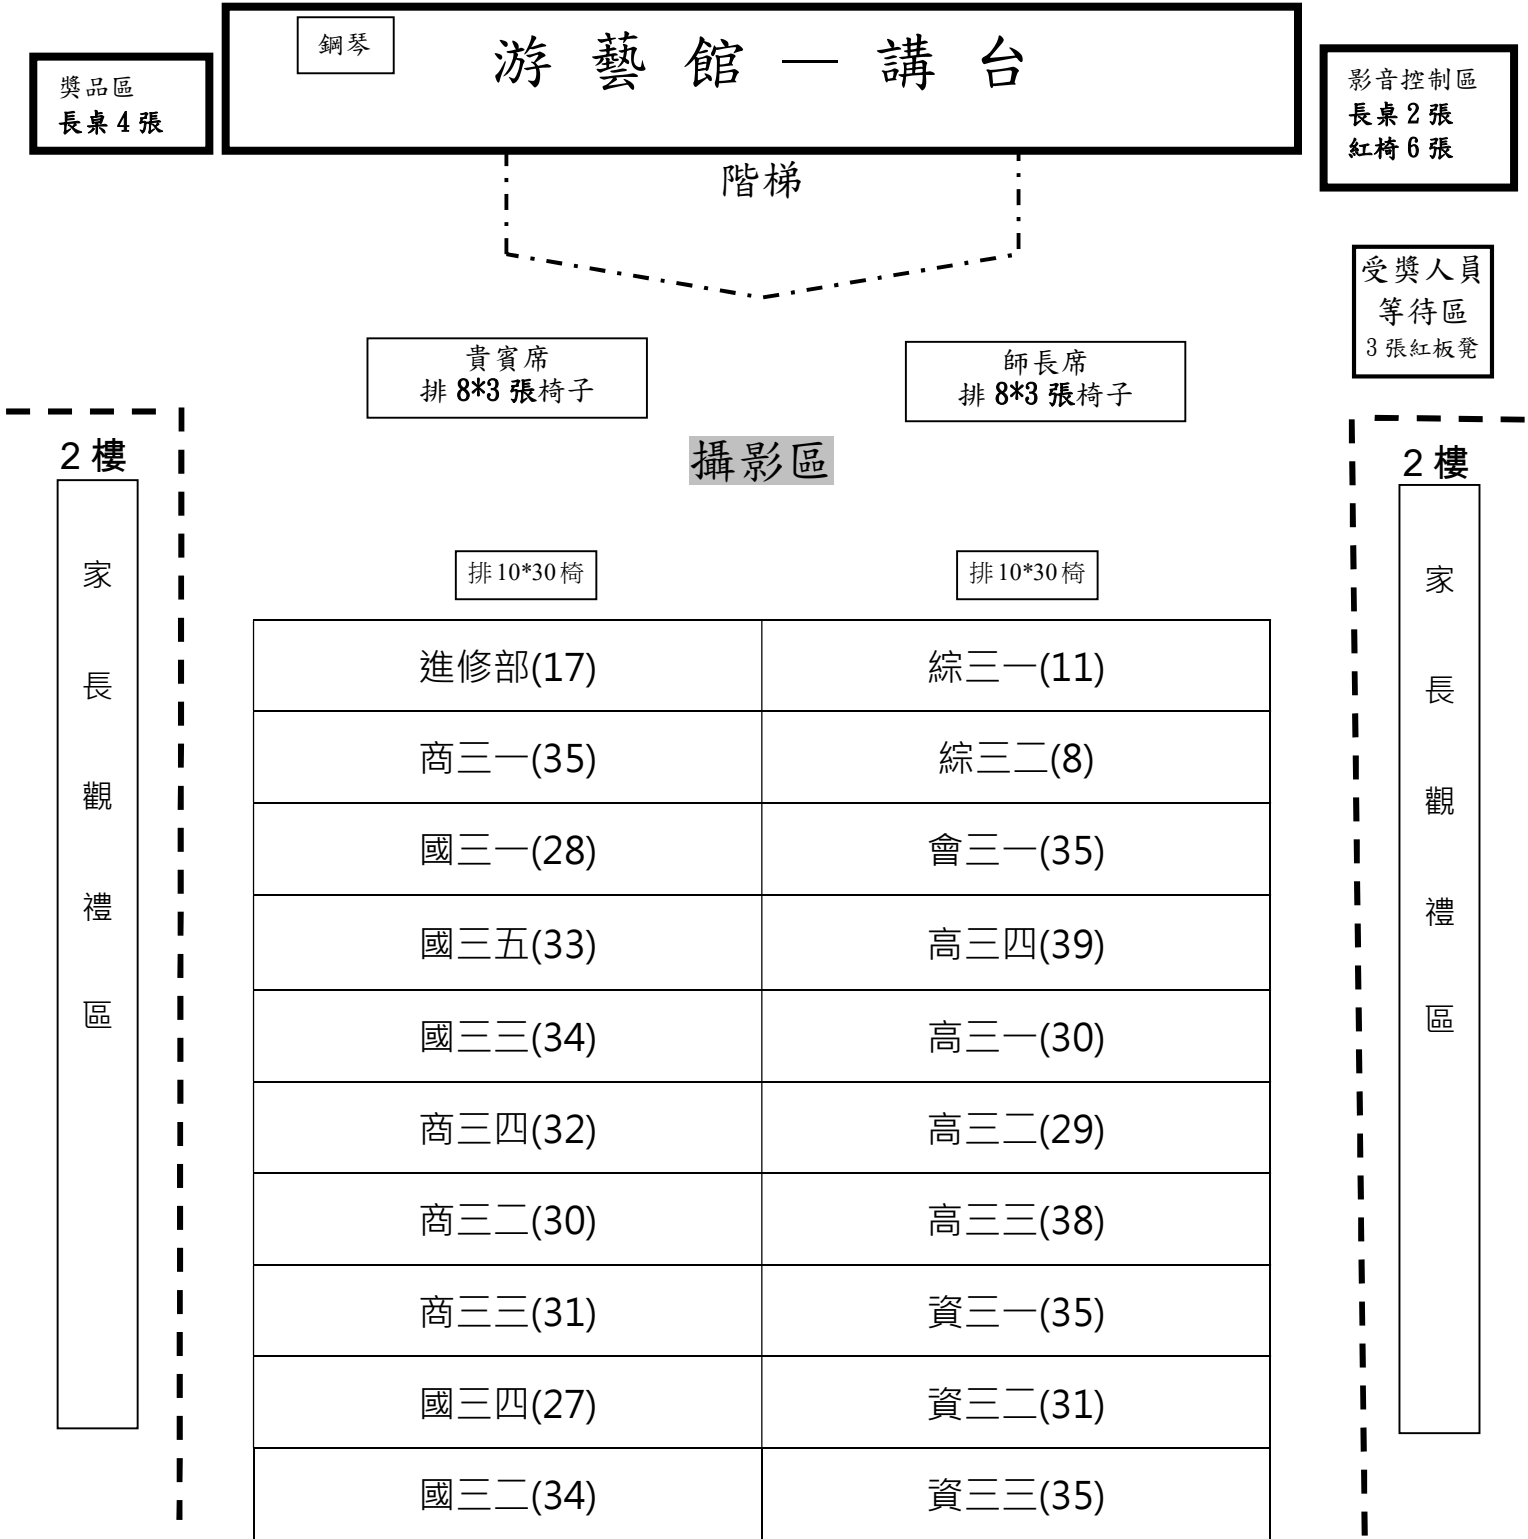 鋼琴
游藝館—講台
獎品區
長桌4張
影音控制區
長桌2張
紅椅6張
階梯
受獎人員
等待區
3張紅板凳
貴賓席
排8*3張椅子
師長席
排8*3張椅子
攝影區
2樓
家長觀禮區
2樓
家長觀禮區
排10*30椅
排10*30椅
進修部(17)
綜三一(11)
商三一(35)
綜三二(8)
國三一(28)
會三一(35)
國三五(33)
高三四(39)
國三三(34)
高三一(30)
商三四(32)
高三二(29)
商三二(30)
高三三(38)
商三三(31)
資三一(35)
國三四(27)
資三二(31)
國三二(34)
資三三(35)